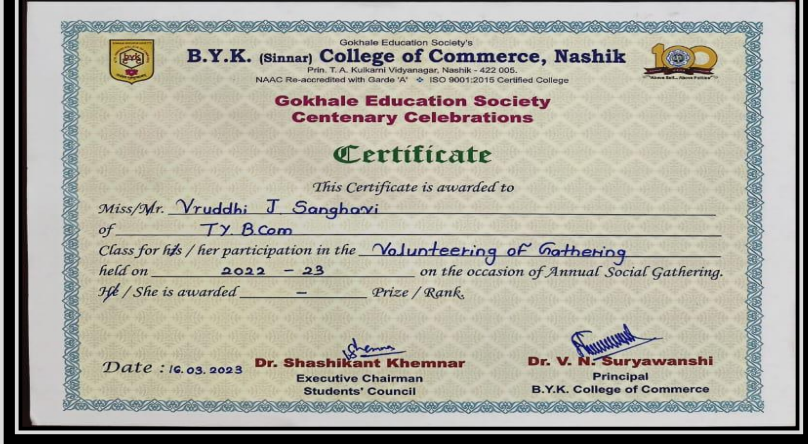 Gokhale Education Society's
B.Y.K. (Sinnar) College of Commerce, Nashik
Prin. T. A. Kulkarni Vidyanagar, Nashik - 422 005.
NAAC Re-accredited with Garde 'A' ❖ ISO 9001:2015 Certified College
Gokhale Education Society
Centenary Celebrations
Certificate
This Certificate is awarded to
Miss/Mr. Vruddhi J. Sanghavi
of T.Y. B.Com
Class for his / her participation in the Volunteering of Gathering
held on 2022 - 23 on the occasion of Annual Social Gathering.
He / She is awarded - Prize / Rank.
Date : 16.03.2023
Dr. Shashikant Khemnar
Executive Chairman
Students' Council
Dr. V. N. Suryawanshi
Principal
B.Y.K. College of Commerce